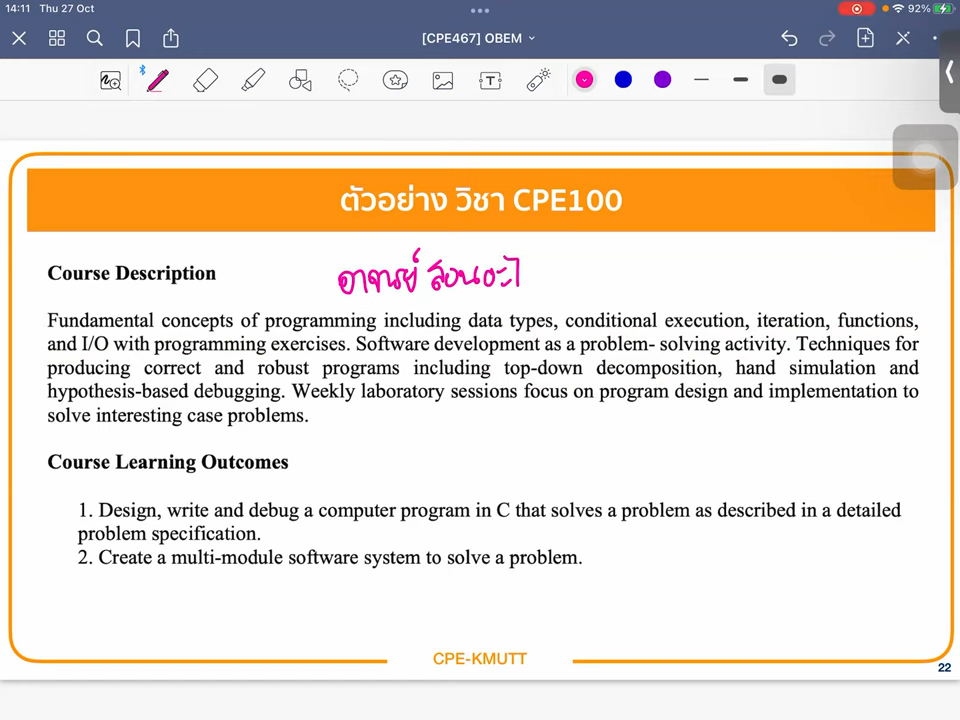 14:11 Thu 27 Oct
92%
[CPE467] OBEM
T
ตัวอย่าง วิชา CPE100
Course Description
อาจารย์ สอนอะไ
Fundamental concepts of programming including data types, conditional execution, iteration, functions,
and I/O with programming exercises. Software development as a problem- solving activity. Techniques for
producing correct and robust programs including top-down decomposition, hand simulation and
hypothesis-based debugging. Weekly laboratory sessions focus on program design and implementation to
solve interesting case problems.
Course Learning Outcomes
1. Design, write and debug a computer program in C that solves a problem as described in a detailed
problem specification.
2. Create a multi-module software system to solve a problem.
CPE-KMUTT
22